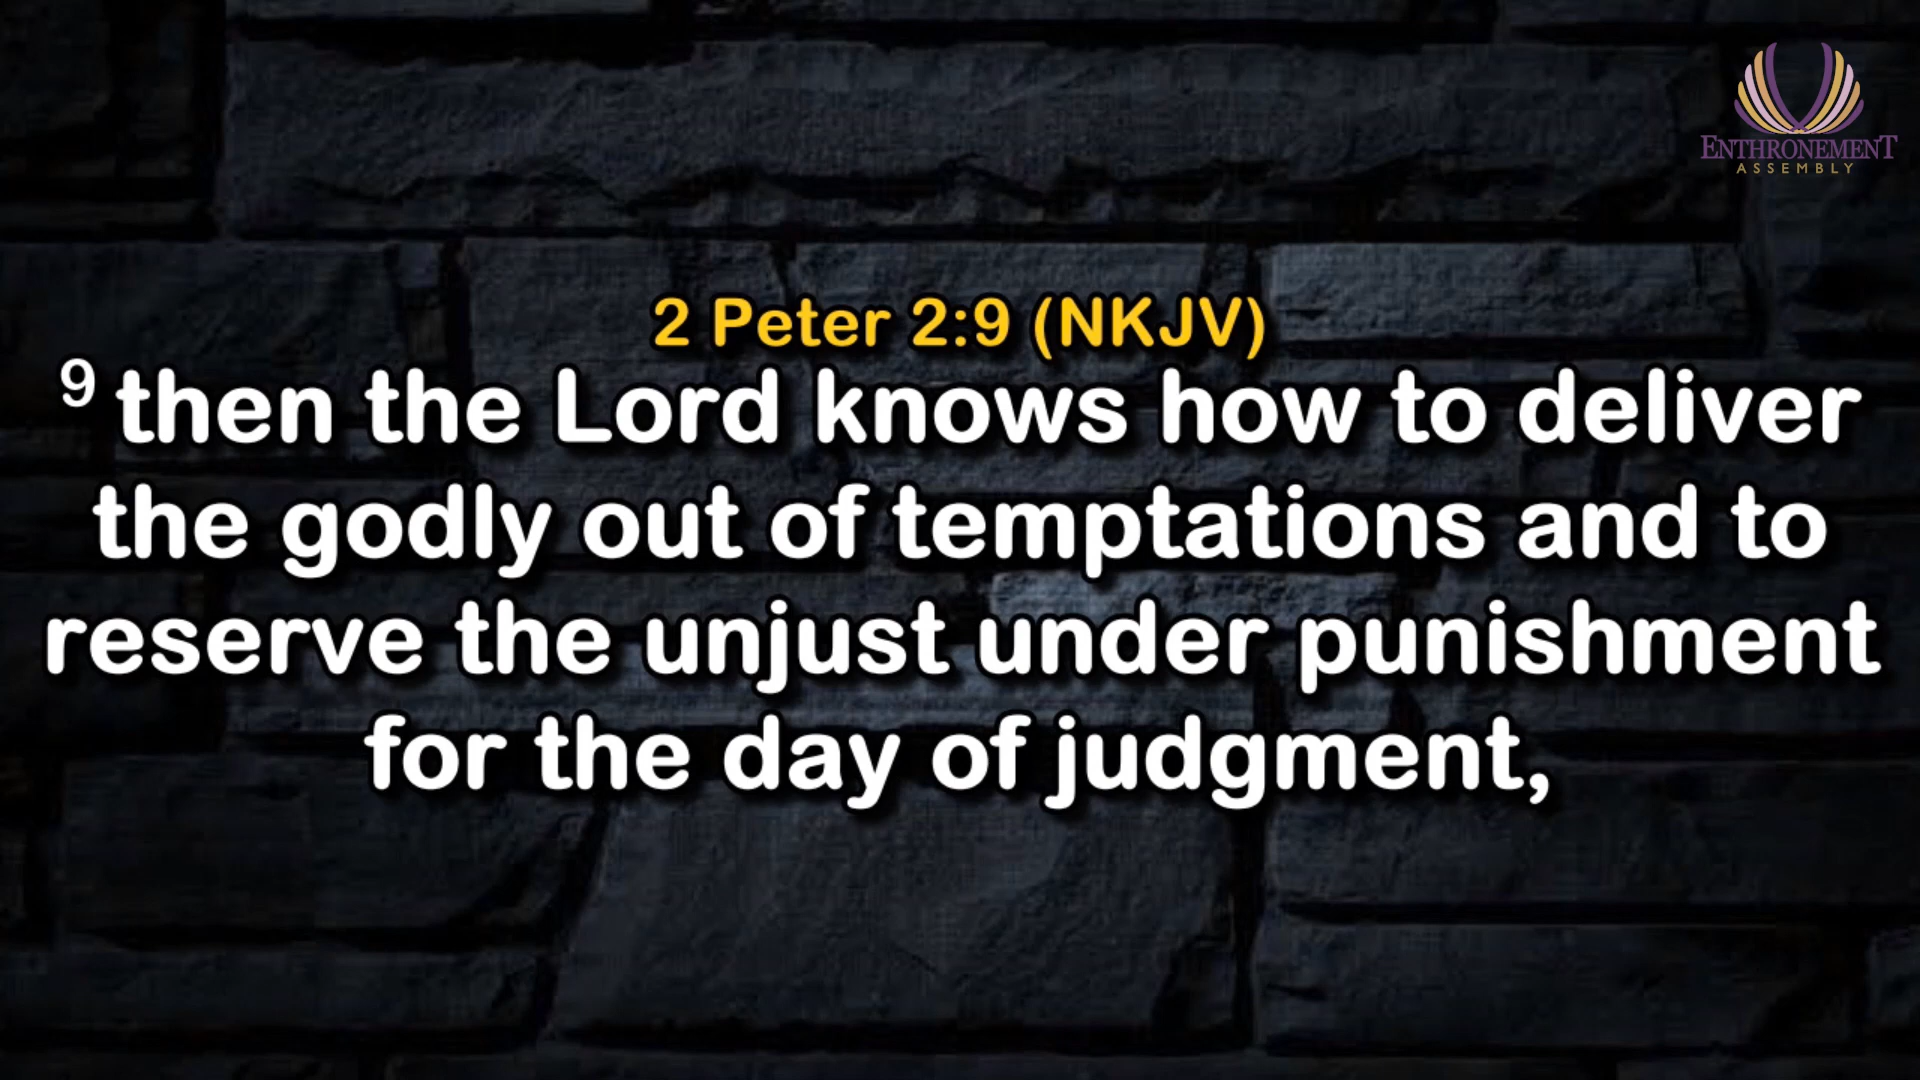 ENTHRONEMENT
ASSEMBLY
2 Peter 2:9 (NKJV)
9 then the Lord knows how to deliver
the godly out of temptations and to
reserve the unjust under punishment
for the day of judgment,